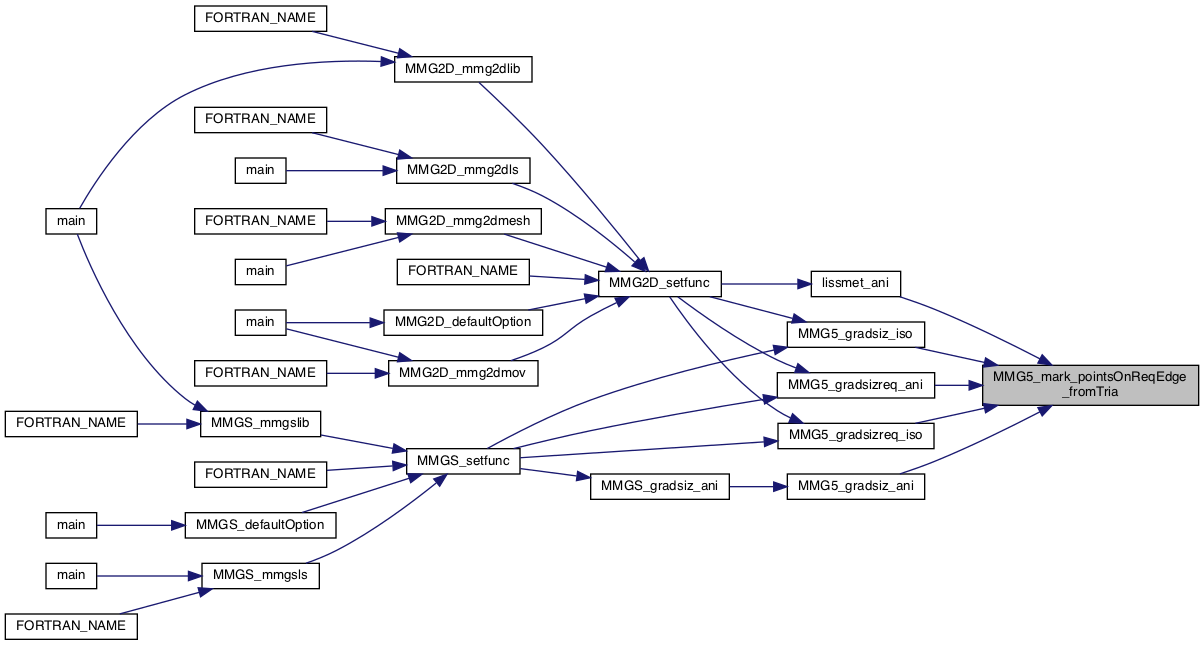 FORTRAN_NAME
MMG2D_mmg2dlib
FORTRAN_NAME
main
MMG2D_mmg2dls
main
FORTRAN_NAME
MMG2D_mmg2dmesh
main
FORTRAN_NAME
MMG2D_setfunc
lissmet_ani
main
MMG2D_defaultOption
MMG5_gradsiz_iso
FORTRAN_NAME
MMG2D_mmg2dmov
MMG5_gradsizreq_ani
MMG5_mark_pointsOnReqEdge
_fromTria
FORTRAN_NAME
MMGS_mmgslib
MMG5_gradsizreq_iso
FORTRAN_NAME
MMGS_setfunc
MMGS_gradsiz_ani
MMG5_gradsiz_ani
main
MMGS_defaultOption
main
MMGS_mmgsls
FORTRAN_NAME